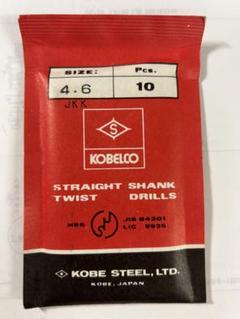 SIZE: Pcs.
4.6 10
JKK
S
KOBELCO
STRAIGHT SHANK
TWIST DRILLS
HSS JIS B4301
LIC 9936
KOBE STEEL, LTD.
KOBE, JAPAN